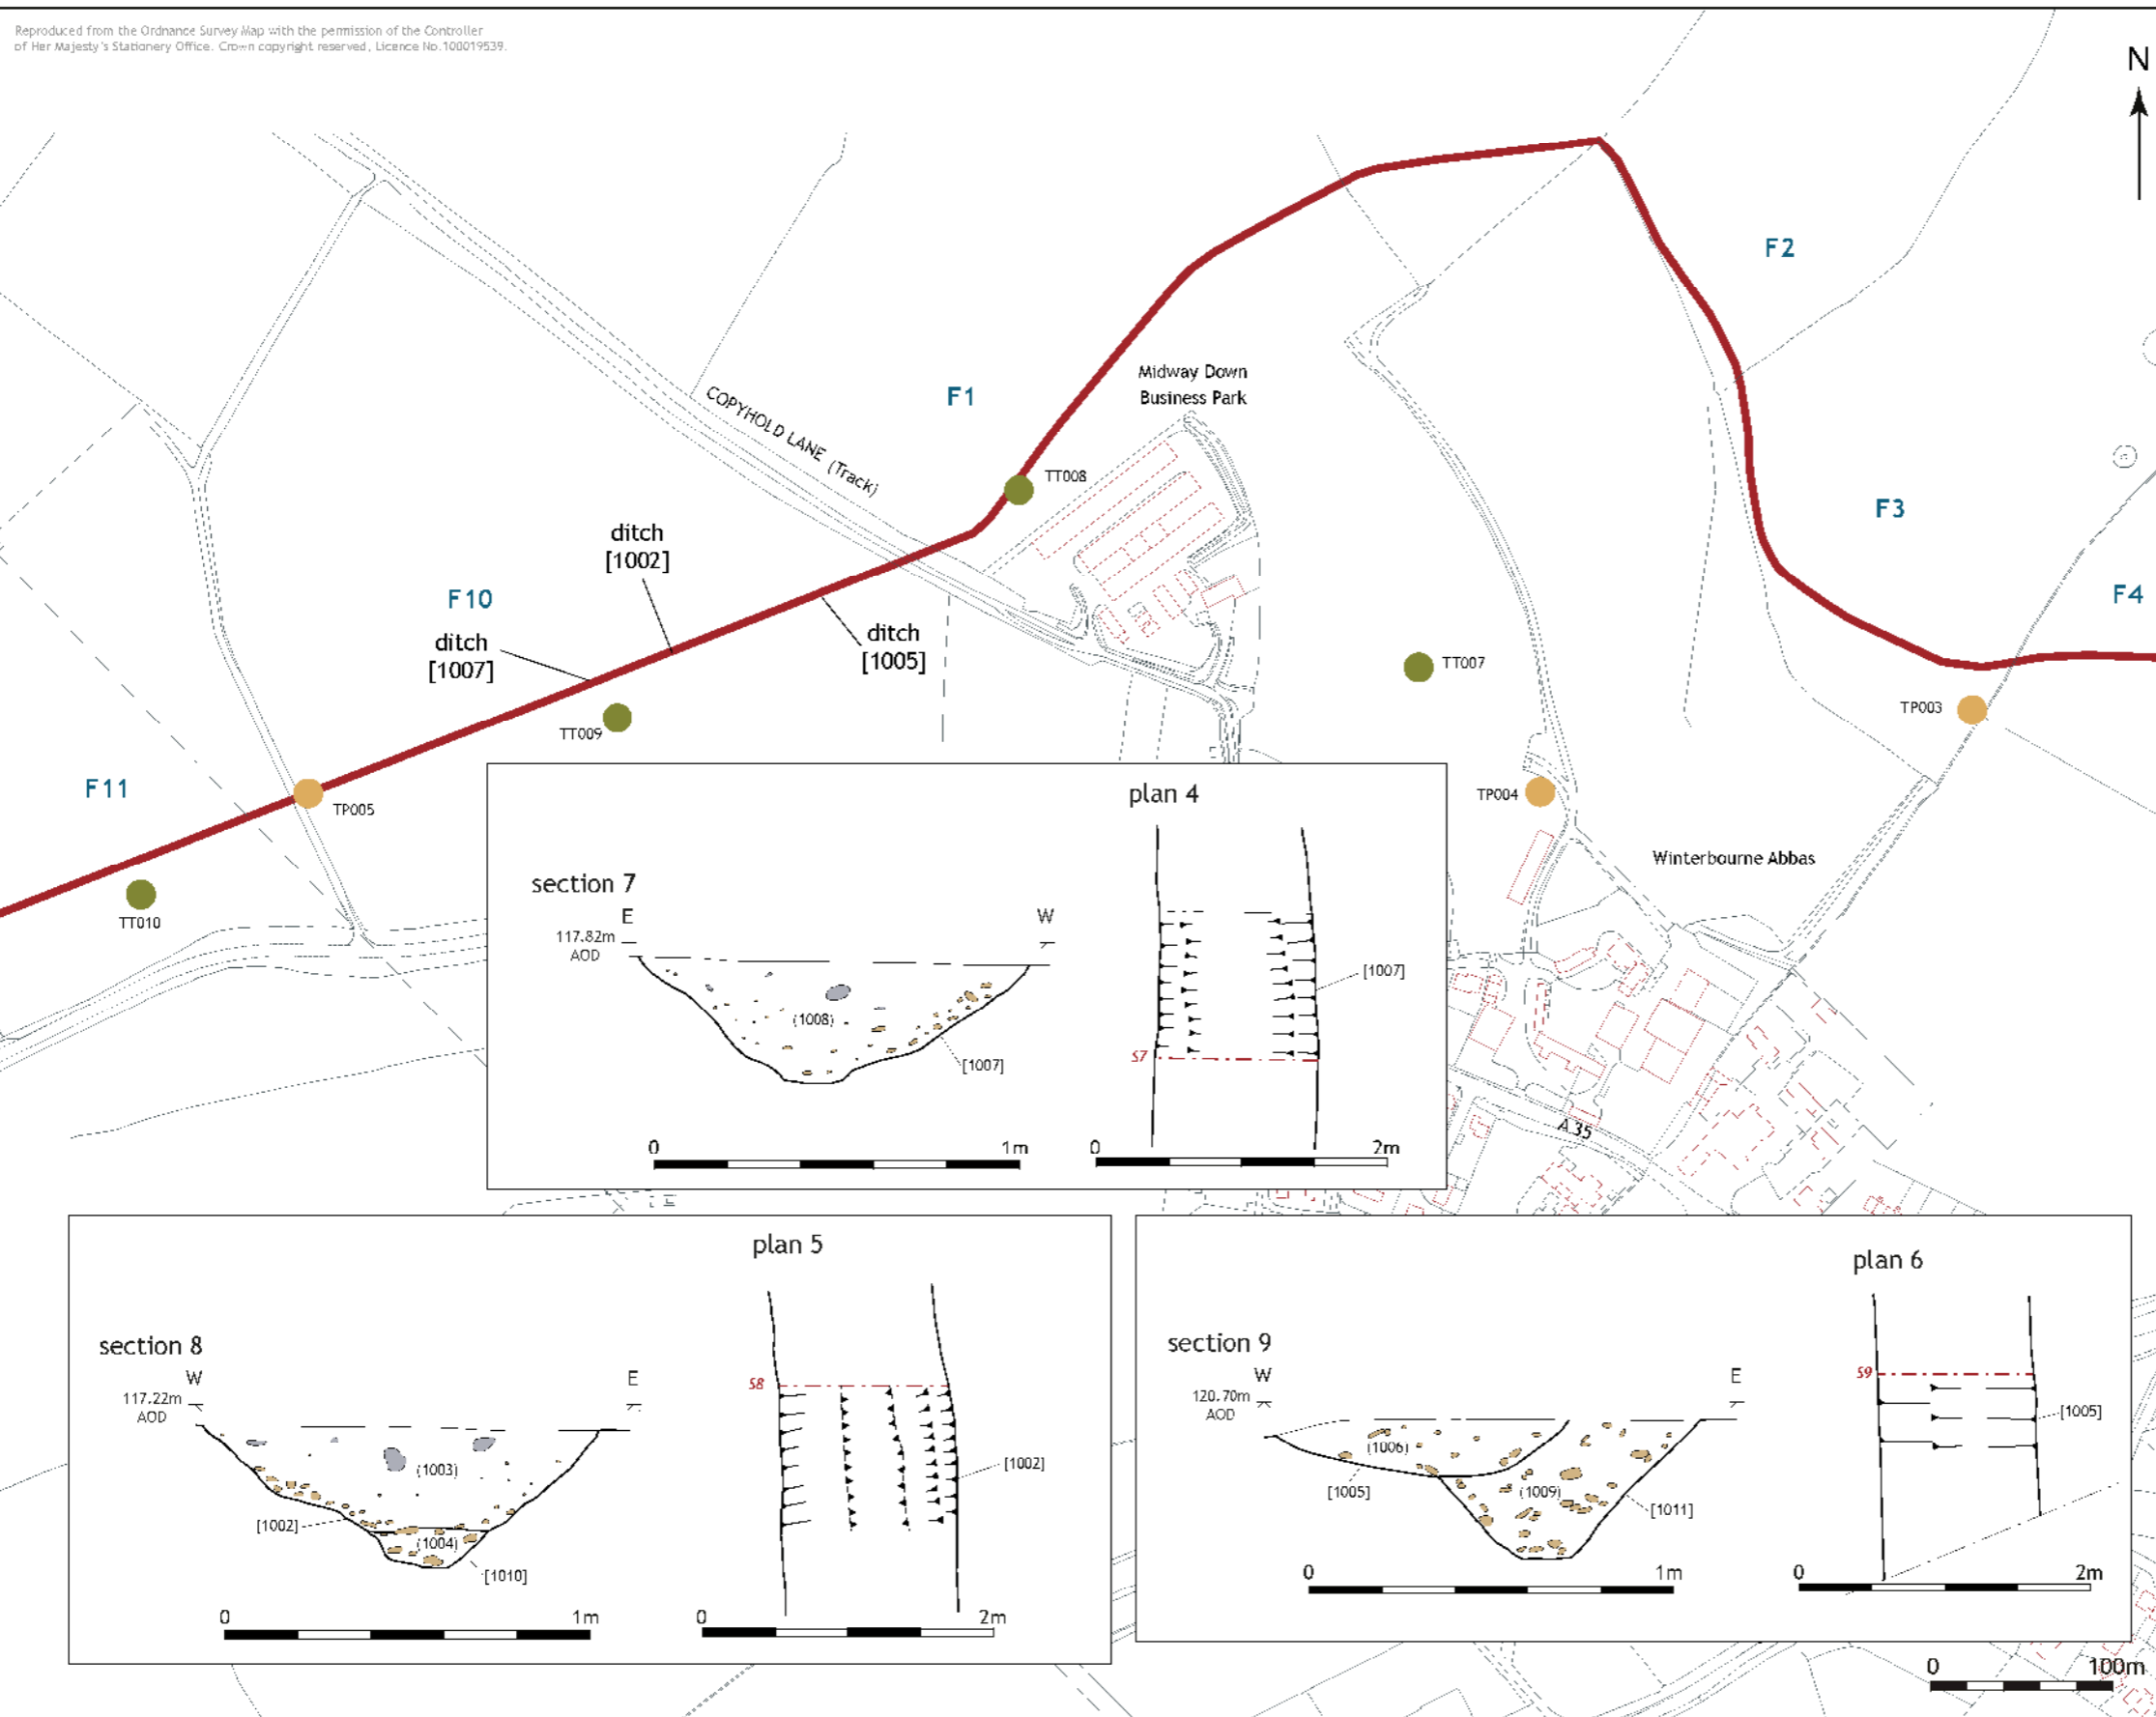 Reproduced from the Ordnance Survey Map with the permission of the Controller
of Her Majesty's Stationery Office. Crown copyright reserved, Licence No.100019539.
N
F2
Midway Down
Business Park
F1
COPYHOLD LANE (Track)
TT008
F3
ditch
[1002]
F10
F4
ditch
[1007]
ditch
[1005]
TT007
TP003
TT009
F11
TP005
TP004
Winterbourne Abbas
TT010
A 35
plan 4
section 7
E
W
117.82m
AOD
(1008)
[1007]
[1007]
S7
0
1m
0
2m
plan 5
section 8
W
E
117.22m
AOD
S8
(1003)
[1002]
[1002]
(1004)
[1010]
0
1m
0
2m
plan 6
section 9
W
E
120.70m
AOD
S9
(1006)
[1005]
[1005]
(1009)
[1011]
0
1m
0
2m
0
100m